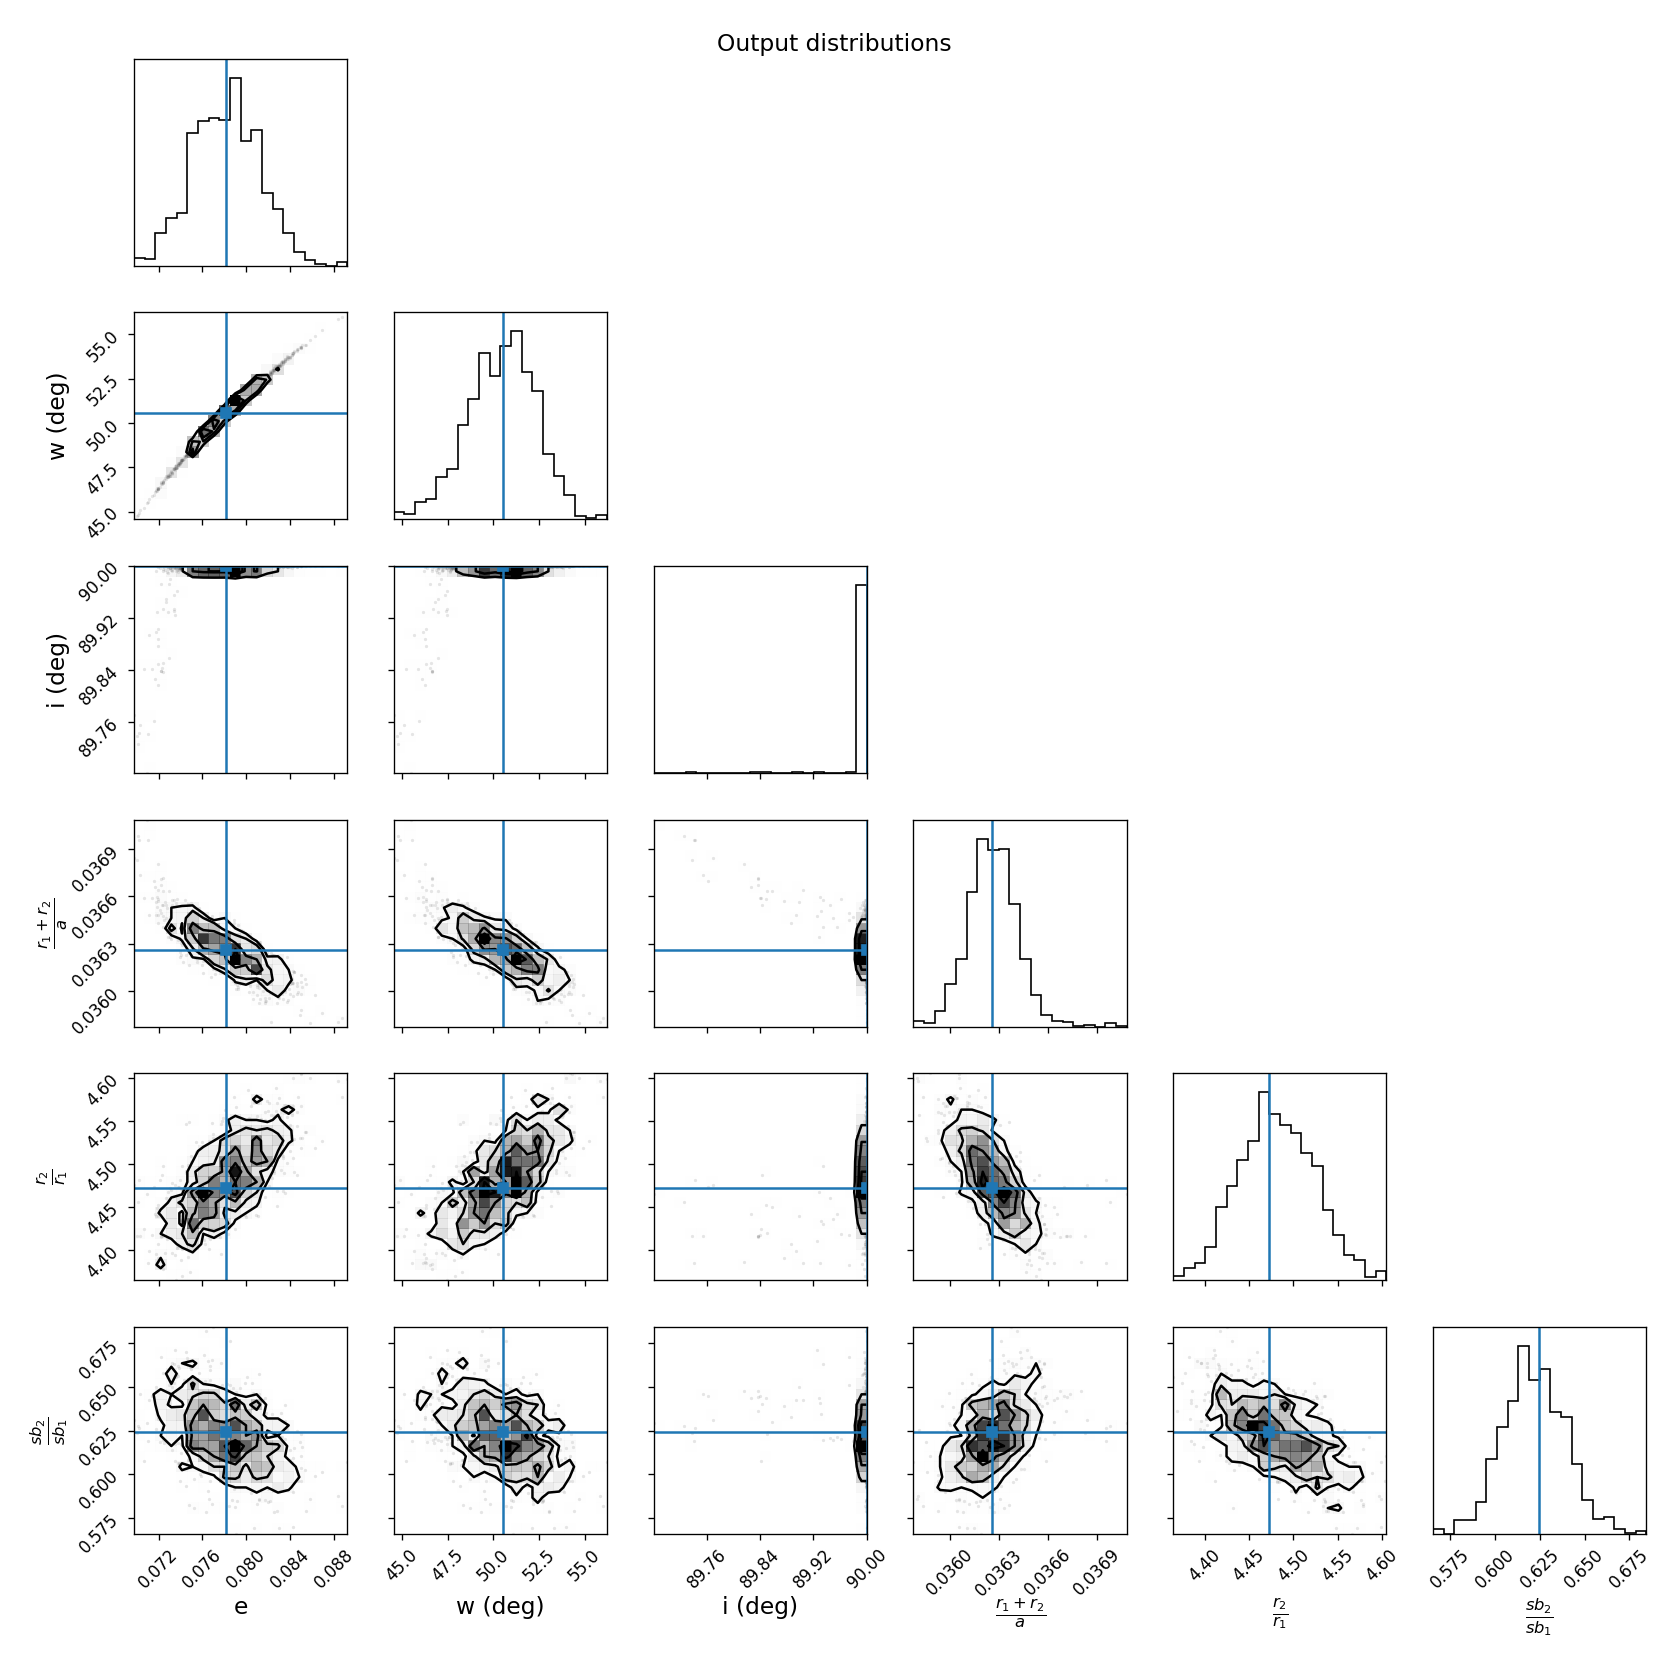 Output distributions
55.0
52.5
50.0
47.5
45.0
w (deg)
90.00
89.92
89.84
89.76
i (deg)
0.0369
0.0366
0.0363
0.0360
r₁ + r₂
a
4.60
4.55
4.50
4.45
4.40
r₂
r₁
0.675
0.650
0.625
0.600
0.575
sb₂
sb₁
0.072 0.076 0.080 0.084 0.088
e
45.0 47.5 50.0 52.5 55.0
w (deg)
89.76 89.84 89.92 90.00
i (deg)
0.0360 0.0363 0.0366 0.0369
r₁ + r₂
a
4.40 4.45 4.50 4.55 4.60
r₂
r₁
0.575 0.600 0.625 0.650 0.675
sb₂
sb₁